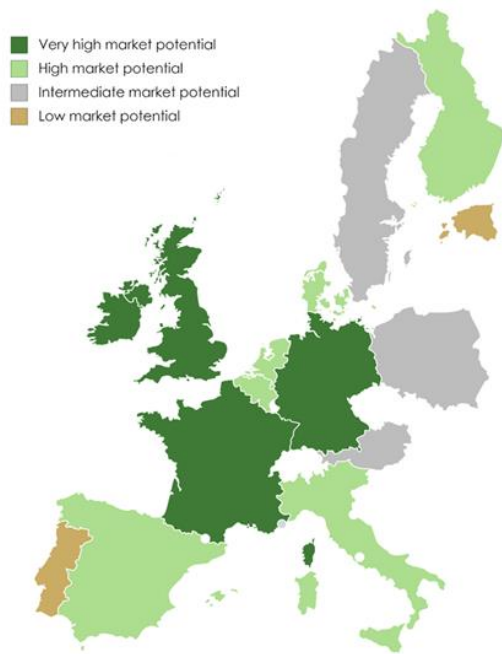 Very high market potential
High market potential
Intermediate market potential
Low market potential